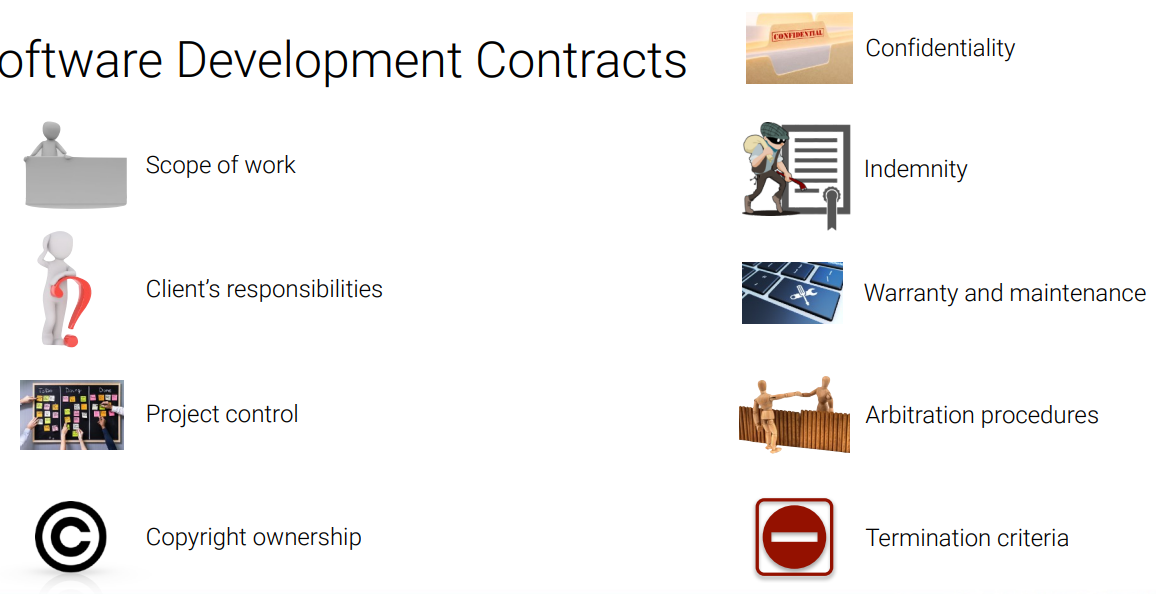 oftware Development Contracts
Scope of work
Client's responsibilities
Project control
Copyright ownership
CONFIDENTIAL
Confidentiality
Indemnity
Warranty and maintenance
Arbitration procedures
Termination criteria